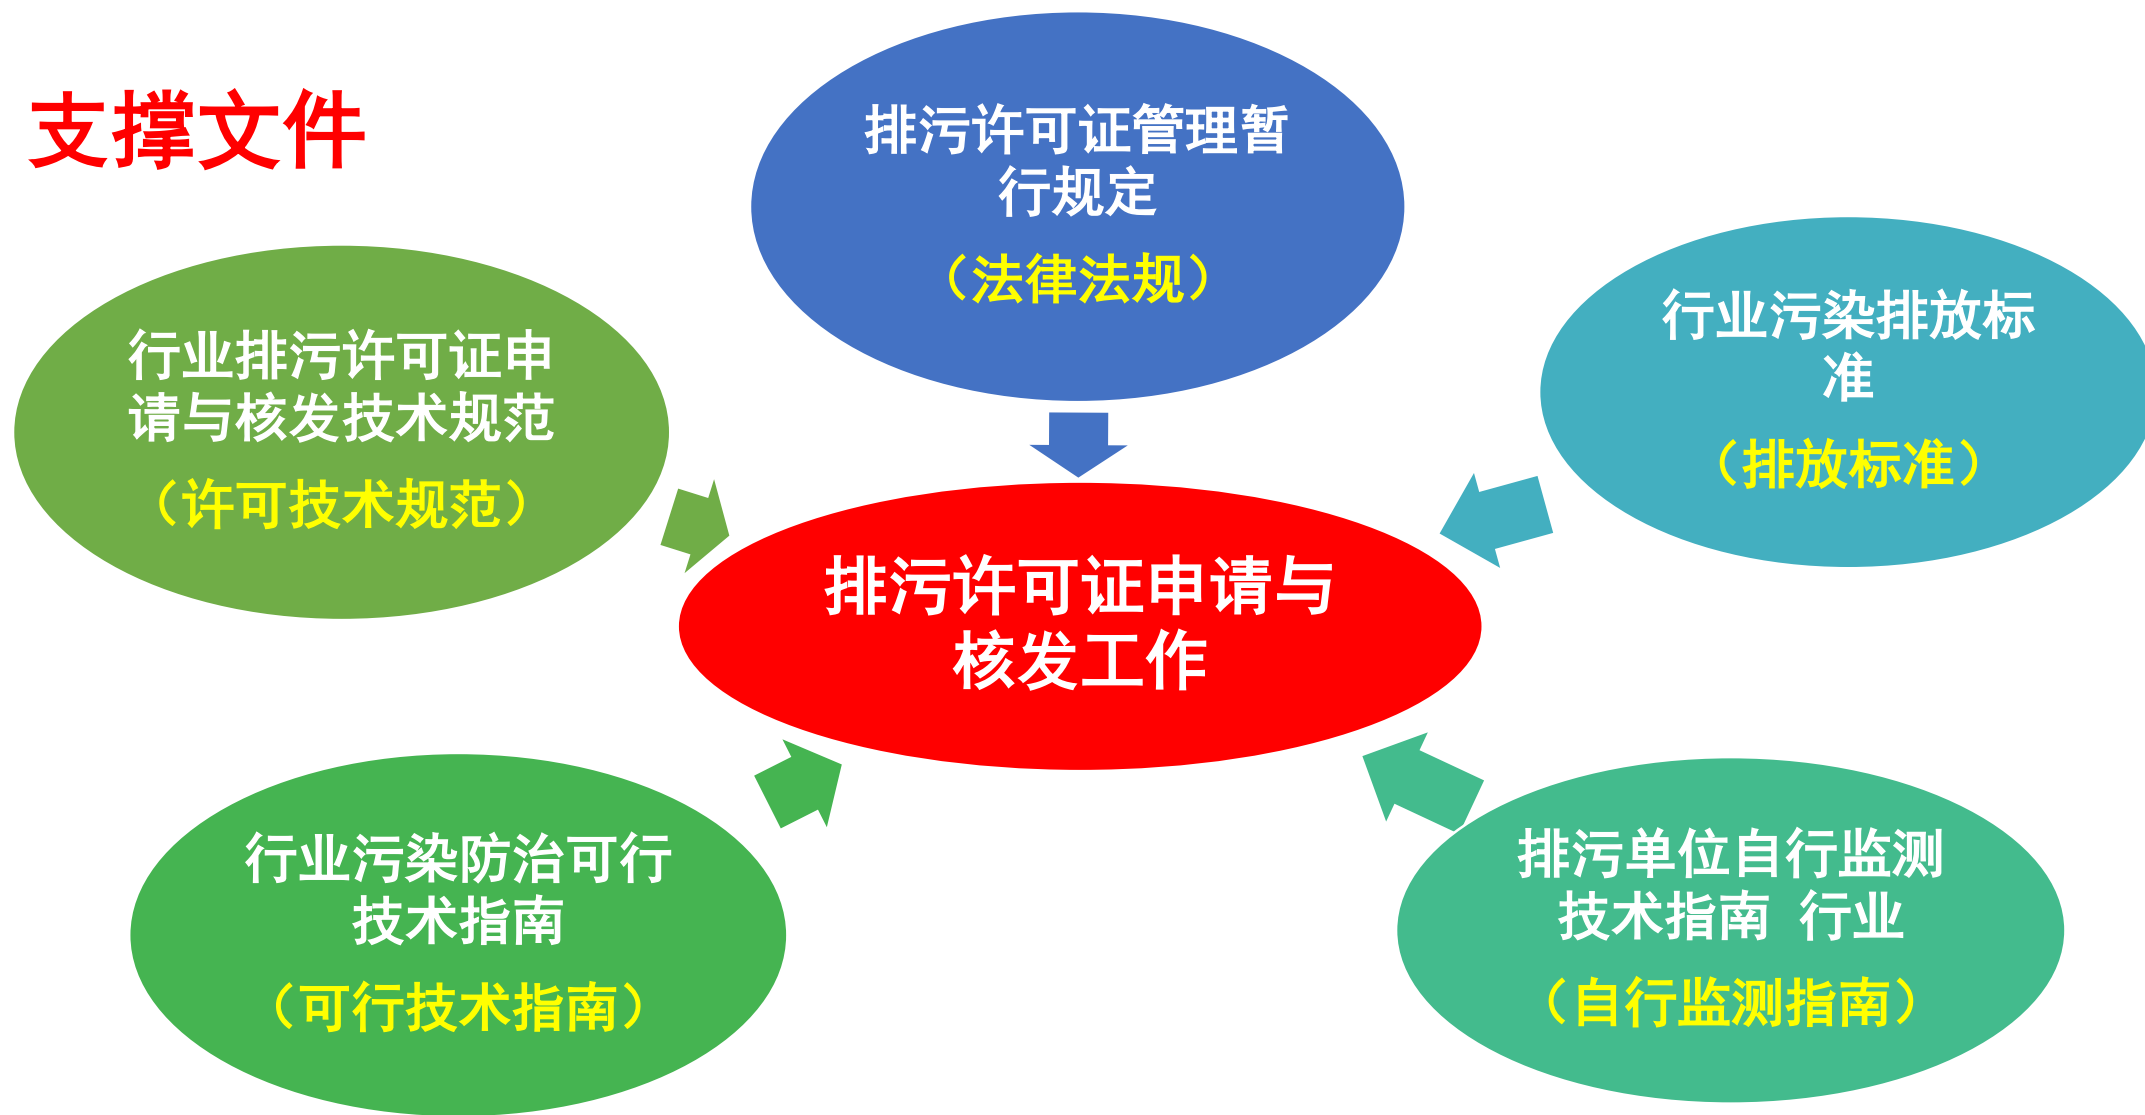 支撑文件
排污许可证管理暂
行规定
（法律法规）
行业排污许可证申
请与核发技术规范
（许可技术规范）
行业污染排放标
准
（排放标准）
排污许可证申请与
核发工作
行业污染防治可行
技术指南
（可行技术指南）
排污单位自行监测
技术指南 行业
（自行监测指南）